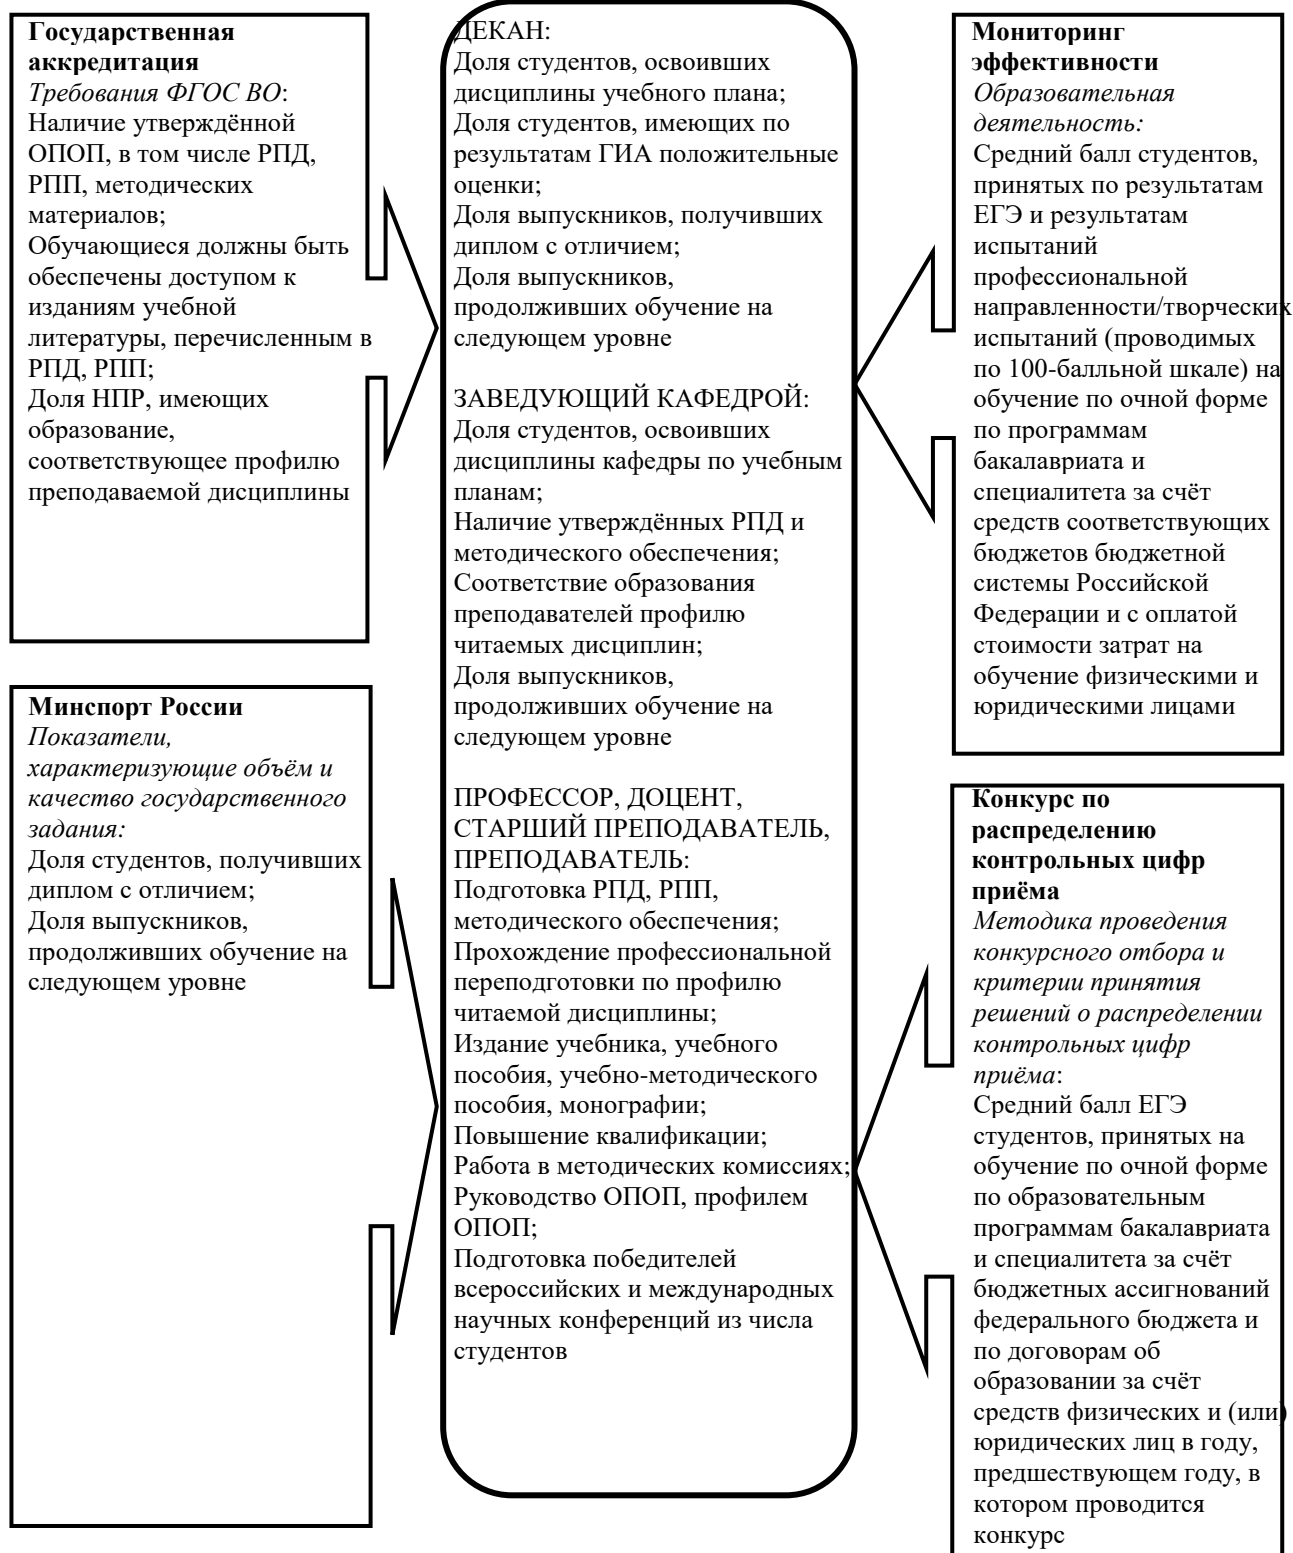 Государственная
аккредитация
Требования ФГОС ВО:
Наличие утверждённой
ОПОП, в том числе РПД,
РПП, методических
материалов;
Обучающиеся должны быть
обеспечены доступом к
изданиям учебной
литературы, перечисленным в
РПД, РПП;
Доля НПР, имеющих
образование,
соответствующее профилю
преподаваемой дисциплины
Минспорт России
Показатели,
характеризующие объём и
качество государственного
задания:
Доля студентов, получивших
диплом с отличием;
Доля выпускников,
продолживших обучение на
следующем уровне
ДЕКАН:
Доля студентов, освоивших
дисциплины учебного плана;
Доля студентов, имеющих по
результатам ГИА положительные
оценки;
Доля выпускников, получивших
диплом с отличием;
Доля выпускников,
продолживших обучение на
следующем уровне
ЗАВЕДУЮЩИЙ КАФЕДРОЙ:
Доля студентов, освоивших
дисциплины кафедры по учебным
планам;
Наличие утверждённых РПД и
методического обеспечения;
Соответствие образования
преподавателей профилю
читаемых дисциплин;
Доля выпускников,
продолживших обучение на
следующем уровне
ПРОФЕССОР, ДОЦЕНТ,
СТАРШИЙ ПРЕПОДАВАТЕЛЬ,
ПРЕПОДАВАТЕЛЬ:
Подготовка РПД, РПП,
методического обеспечения;
Прохождение профессиональной
переподготовки по профилю
читаемой дисциплины;
Издание учебника, учебного
пособия, учебно-методического
пособия, монографии;
Повышение квалификации;
Работа в методических комиссиях;
Руководство ОПОП, профилем
ОПОП;
Подготовка победителей
всероссийских и международных
научных конференций из числа
студентов
Мониторинг
эффективности
Образовательная
деятельность:
Средний балл студентов,
принятых по результатам
ЕГЭ и результатам
испытаний
профессиональной
направленности/творческих
испытаний (проводимых
по 100-балльной шкале) на
обучение по очной форме
по программам
бакалавриата и
специалитета за счёт
средств соответствующих
бюджетов бюджетной
системы Российской
Федерации и с оплатой
стоимости затрат на
обучение физическими и
юридическими лицами
Конкурс по
распределению
контрольных цифр
приёма
Методика проведения
конкурсного отбора и
критерии принятия
решений о распределении
контрольных цифр
приёма:
Средний балл ЕГЭ
студентов, принятых на
обучение по очной форме
по образовательным
программам бакалавриата
и специалитета за счёт
бюджетных ассигнований
федерального бюджета и
по договорам об
образовании за счёт
средств физических и (или)
юридических лиц в году,
предшествующем году, в
котором проводится
конкурс